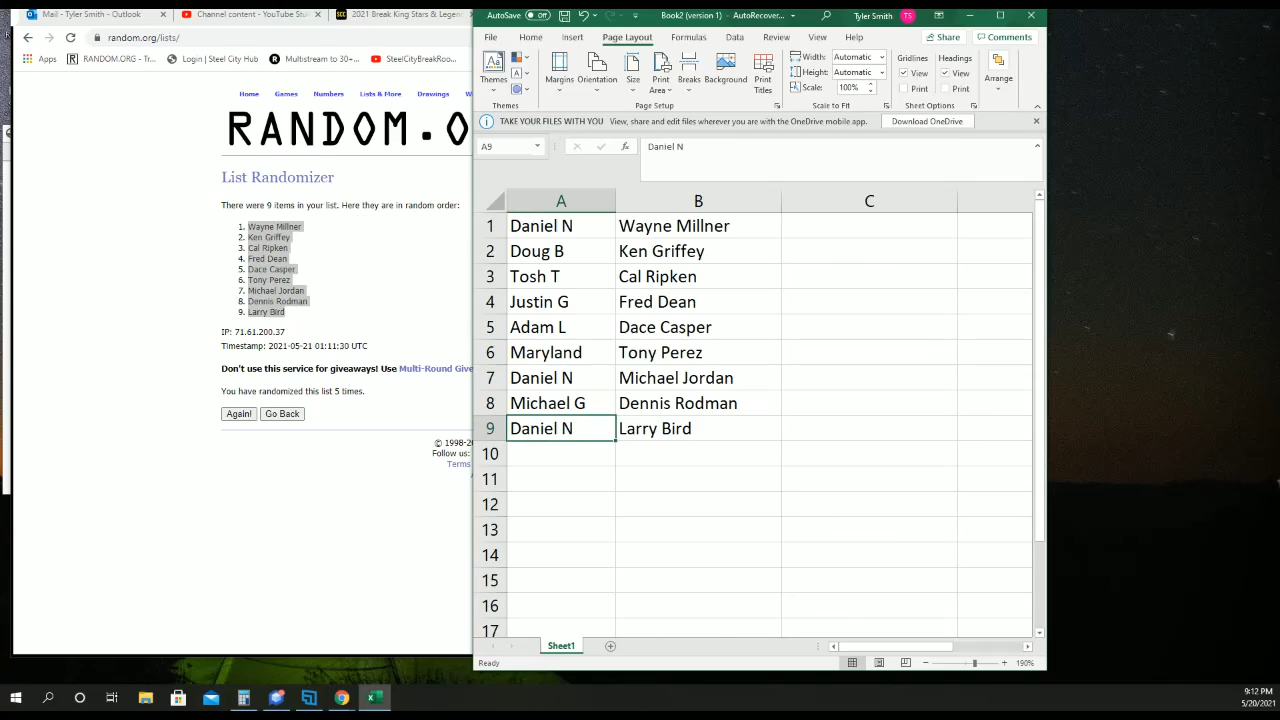 Mail - Tyler Smith - Outlook
Channel content - YouTube Stu
2021 Break King Stars & Legend
random.org/lists/
Apps
RANDOM.ORG - Tr...
Login | Steel City Hub
Multistream to 30+...
SteelCityBreakRoo...
Home Games Numbers Lists & More Drawings
RANDOM.O
List Randomizer
There were 9 items in your list. Here they are in random order:
1. Wayne Millner
2. Ken Griffey
3. Cal Ripken
4. Fred Dean
5. Dace Casper
6. Tony Perez
7. Michael Jordan
8. Dennis Rodman
9. Larry Bird
IP: 71.61.200.37
Timestamp: 2021-05-21 01:11:30 UTC
Don't use this service for giveaways! Use Multi-Round Give
You have randomized this list 5 times.
Again! Go Back
© 1998-2
Follow us:
Terms
AutoSave Off Book2 (version 1) - AutoRecover... Tyler Smith TS
File Home Insert Page Layout Formulas Data Review View Help Share Comments
Themes
Margins Orientation Size Print Area Breaks Background Print Titles
Width: Automatic
Height: Automatic
Scale: 100%
Gridlines Headings
View View
Print Print
Arrange
Themes Page Setup Scale to Fit Sheet Options
TAKE YOUR FILES WITH YOU View, share and edit files wherever you are with the OneDrive mobile app. Download OneDrive
A9 fx Daniel N
A B C
1 Daniel N Wayne Millner
2 Doug B Ken Griffey
3 Tosh T Cal Ripken
4 Justin G Fred Dean
5 Adam L Dace Casper
6 Maryland Tony Perez
7 Daniel N Michael Jordan
8 Michael G Dennis Rodman
9 Daniel N Larry Bird
10
11
12
13
14
15
16
17
Sheet1
Ready 190%
9:12 PM
5/20/2021